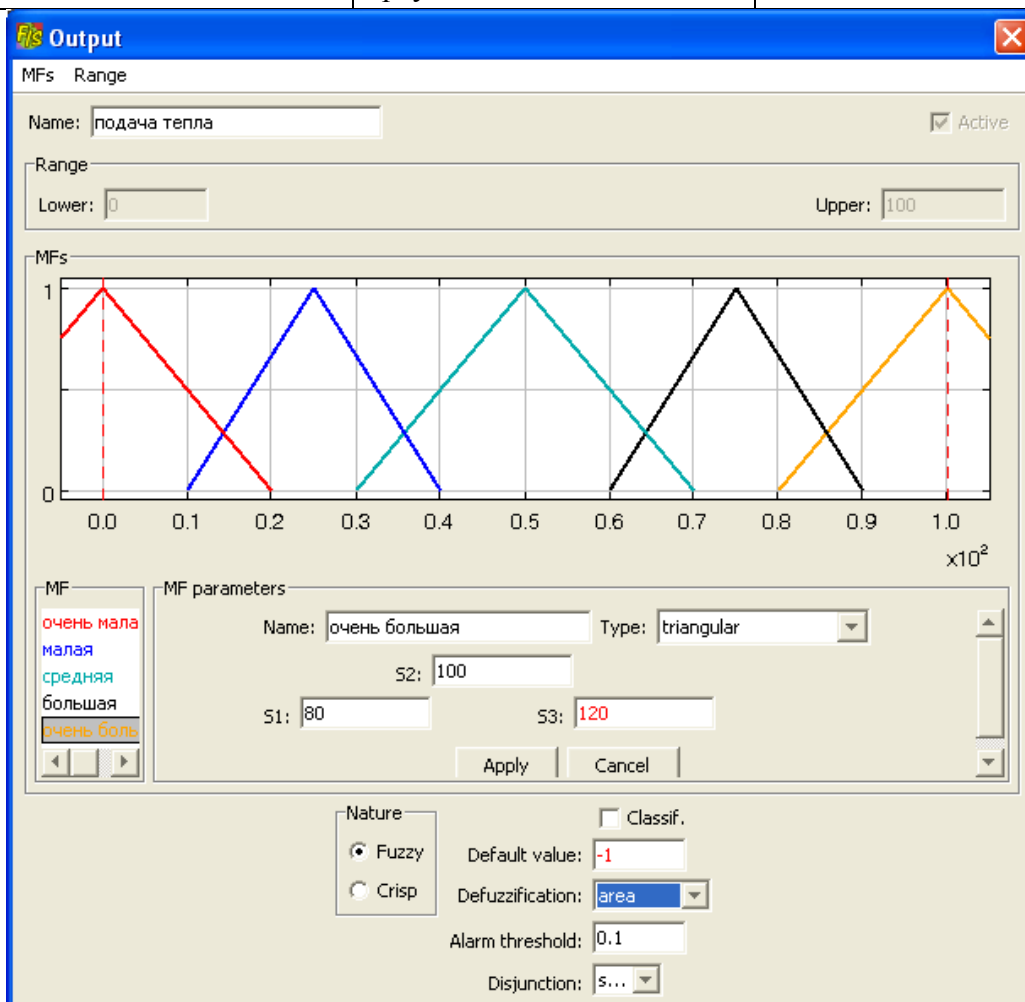 Output
MFs Range
Name: подача тепла Active
Range
Lower: 0 Upper: 100
MFs
1
0
0.0 0.1 0.2 0.3 0.4 0.5 0.6 0.7 0.8 0.9 1.0
x10²
MF
очень мала
малая
средняя
большая
очень боль
MF parameters
Name: очень большая Type: triangular
S2: 100
S1: 80 S3: 120
Apply Cancel
Nature
Fuzzy
Crisp
Classif.
Default value: -1
Defuzzification: area
Alarm threshold: 0.1
Disjunction: s...